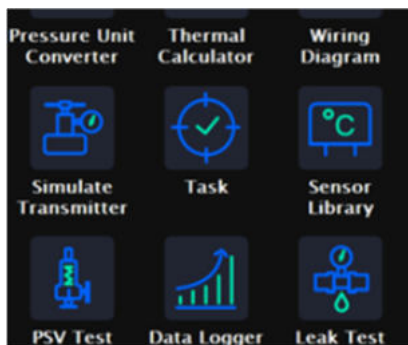 Pressure Unit Thermal Wiring
Converter Calculator Diagram
°C
Simulate Task Sensor
Transmitter Library
PSV Test Data Logger Leak Test